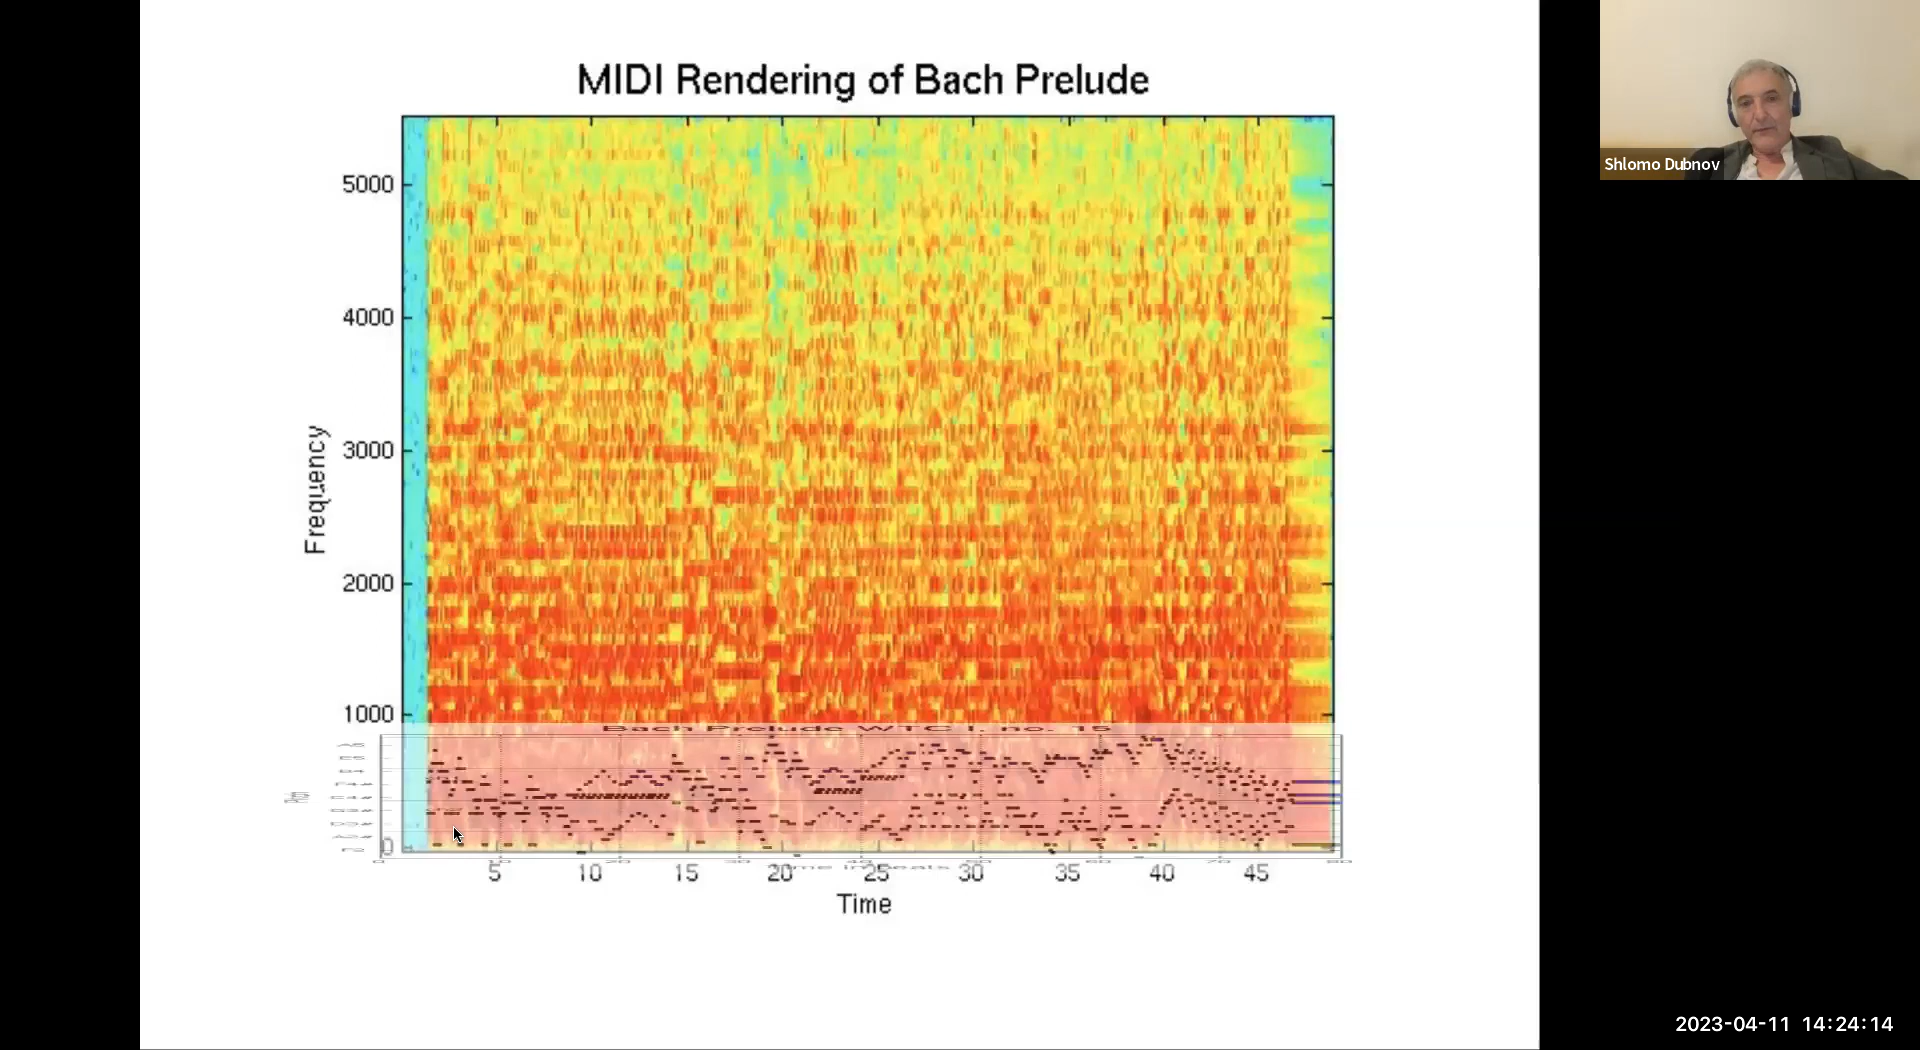 MIDI Rendering of Bach Prelude
Shlomo Dubnov
5000
4000
3000
2000
1000
0
Frequency
Bach Prelude WTC I, no. 15
5 10 15 20 25 30 35 40 45
Time
2023-04-11 14:24:14